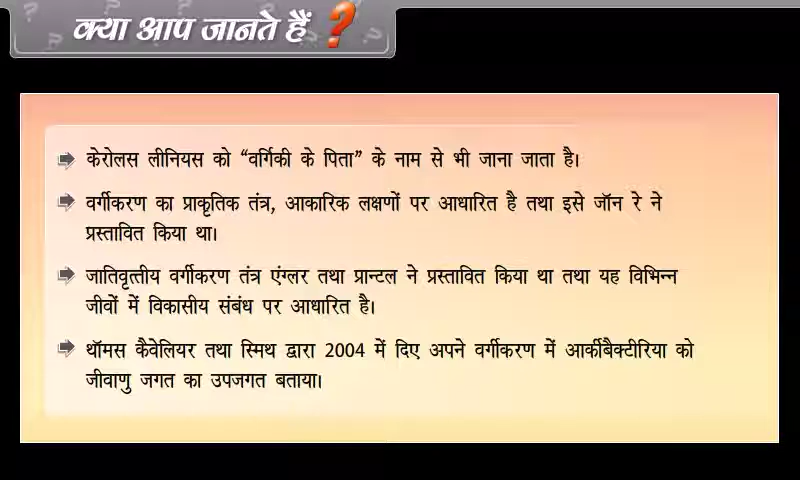 क्या आप जानते हैं ?
केरोलस लीनियस को “वर्गिकी के पिता” के नाम से भी जाना जाता है।
वर्गीकरण का प्राकृतिक तंत्र, आकारिक लक्षणों पर आधारित है तथा इसे जॉन रे ने
प्रस्तावित किया था।
जातिवृत्तीय वर्गीकरण तंत्र एंग्लर तथा प्रान्टल ने प्रस्तावित किया था तथा यह विभिन्न
जीवों में विकासीय संबंध पर आधारित है।
थॉमस कैवेलियर तथा स्मिथ द्वारा 2004 में दिए अपने वर्गीकरण में आर्कीबैक्टीरिया को
जीवाणु जगत का उपजगत बताया।